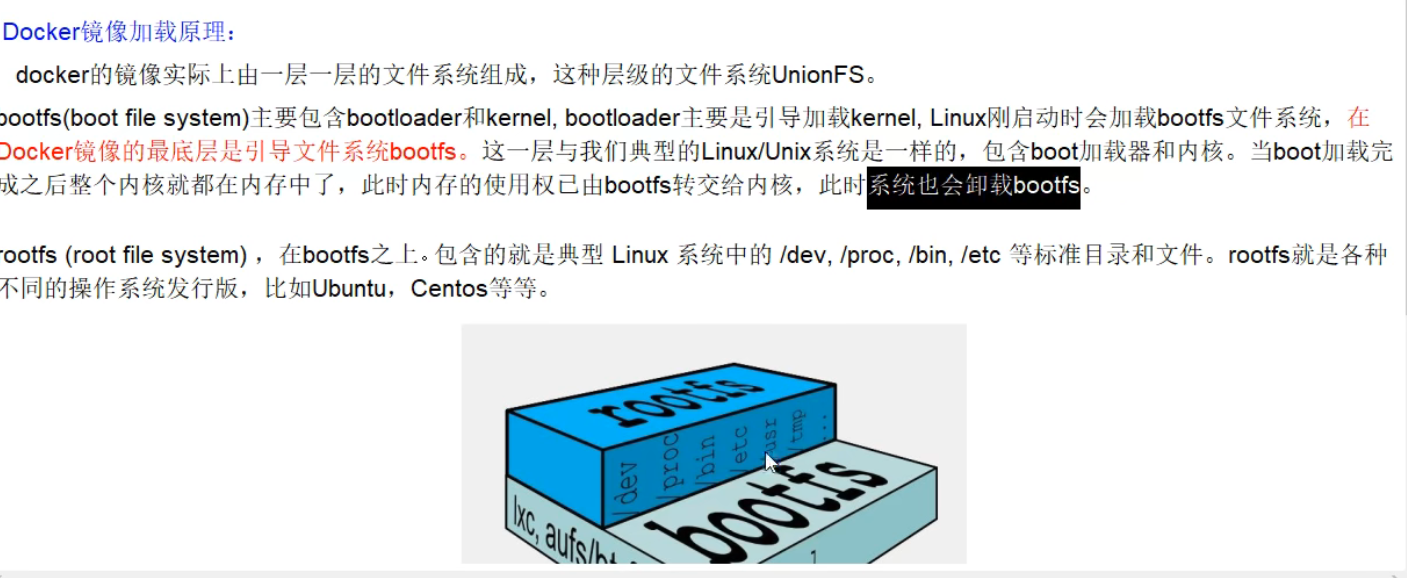 Docker镜像加载原理：
docker的镜像实际上由一层一层的文件系统组成，这种层级的文件系统UnionFS。
bootfs(boot file system)主要包含bootloader和kernel, bootloader主要是引导加载kernel, Linux刚启动时会加载bootfs文件系统，在
Docker镜像的最底层是引导文件系统bootfs。这一层与我们典型的Linux/Unix系统是一样的，包含boot加载器和内核。当boot加载完
成之后整个内核就都在内存中了，此时内存的使用权已由bootfs转交给内核，此时系统也会卸载bootfs。
rootfs (root file system) ，在bootfs之上。包含的就是典型 Linux 系统中的 /dev, /proc, /bin, /etc 等标准目录和文件。rootfs就是各种
不同的操作系统发行版，比如Ubuntu，Centos等等。
rootfs
/dev
/proc
/bin
/etc
/usr
/tmp
...
bootfs
lxc, aufs/